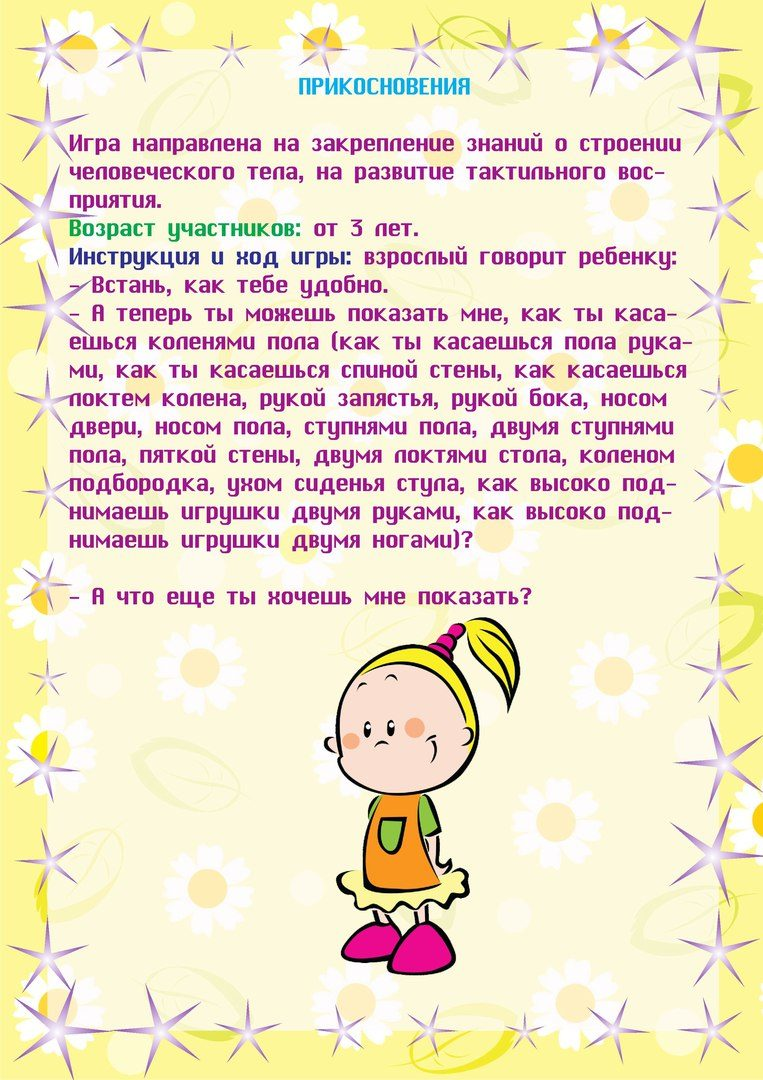 ПРИКОСНОВЕНИЯ
Игра направлена на закрепление знаний о строении
человеческого тела, на развитие тактильного вос-
приятия.
Возраст участников: от 3 лет.
Инструкция и ход игры: взрослый говорит ребенку:
- Встань, как тебе удобно.
- А теперь ты можешь показать мне, как ты каса-
ешься коленями пола (как ты касаешься пола рука-
ми, как ты касаешься спиной стены, как касаешься
локтем колена, рукой запястья, рукой бока, носом
двери, носом пола, ступнями пола, двумя ступнями
пола, пяткой стены, двумя локтями стола, коленом
подбородка, ухом сиденья стула, как высоко под-
нимаешь игрушки двумя руками, как высоко под-
нимаешь игрушки двумя ногами)?
- А что еще ты хочешь мне показать?